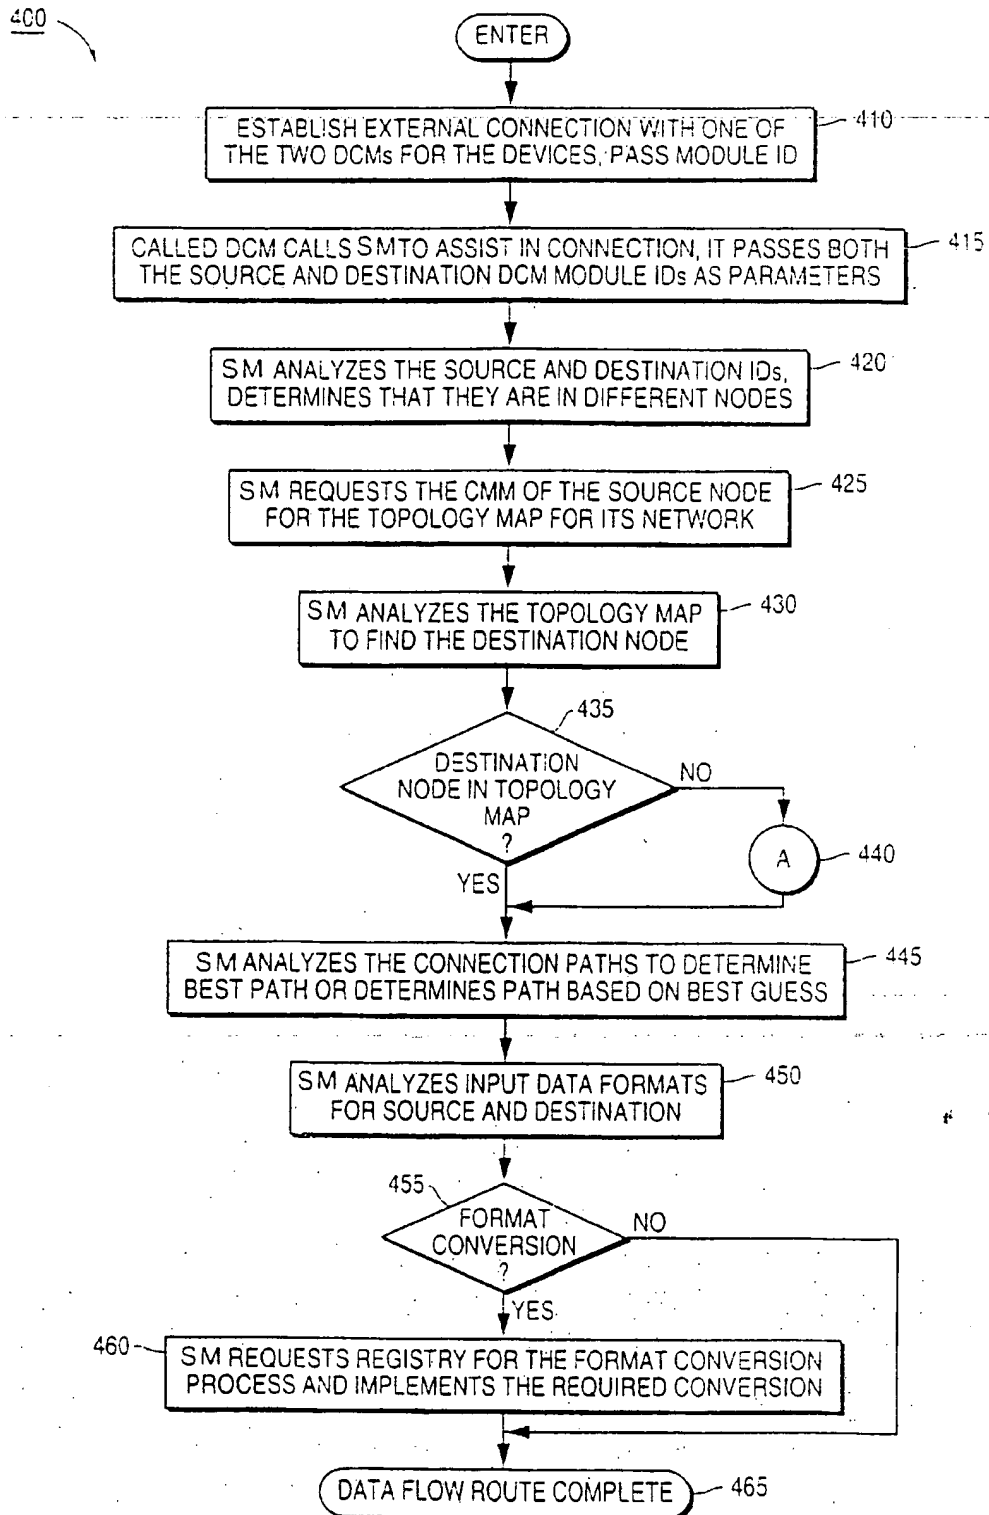 400
ENTER
ESTABLISH EXTERNAL CONNECTION WITH ONE OF
THE TWO DCMs FOR THE DEVICES, PASS MODULE ID
410
CALLED DCM CALLS SM TO ASSIST IN CONNECTION, IT PASSES BOTH
THE SOURCE AND DESTINATION DCM MODULE IDs AS PARAMETERS
415
SM ANALYZES THE SOURCE AND DESTINATION IDs,
DETERMINES THAT THEY ARE IN DIFFERENT NODES
420
SM REQUESTS THE CMM OF THE SOURCE NODE
FOR THE TOPOLOGY MAP FOR ITS NETWORK
425
SM ANALYZES THE TOPOLOGY MAP
TO FIND THE DESTINATION NODE
430
435
DESTINATION
NODE IN TOPOLOGY
MAP
?
NO
A
440
YES
SM ANALYZES THE CONNECTION PATHS TO DETERMINE
BEST PATH OR DETERMINES PATH BASED ON BEST GUESS
445
SM ANALYZES INPUT DATA FORMATS
FOR SOURCE AND DESTINATION
450
455
FORMAT
CONVERSION
?
NO
YES
460
SM REQUESTS REGISTRY FOR THE FORMAT CONVERSION
PROCESS AND IMPLEMENTS THE REQUIRED CONVERSION
DATA FLOW ROUTE COMPLETE
465